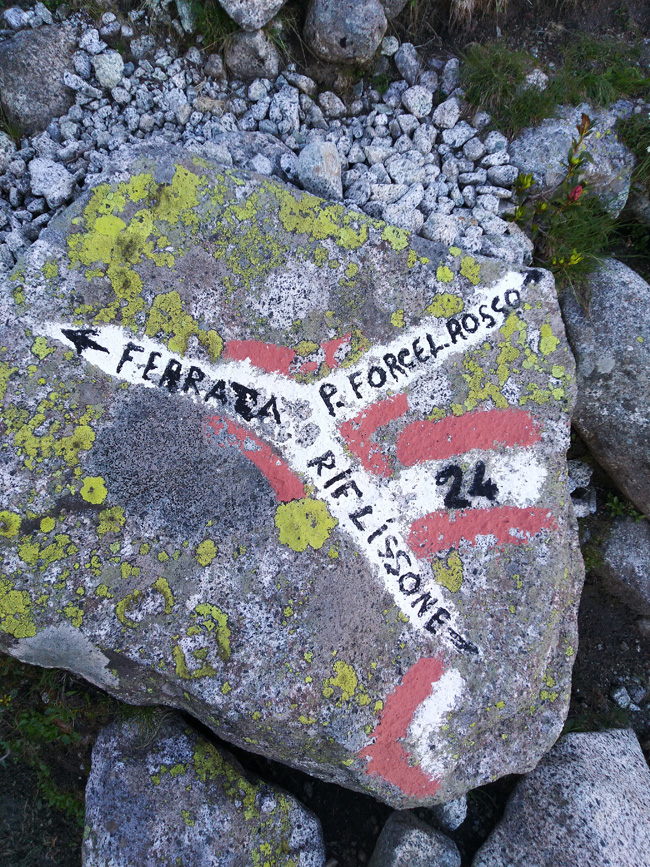 FERRATA
P. FORCEL ROSSO
RIF LISSONE
24